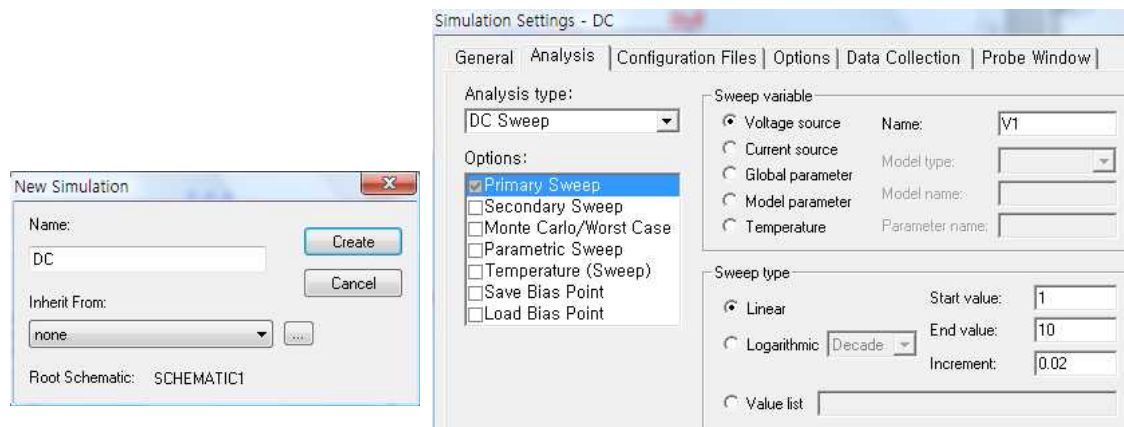 New Simulation
Name:
DC
Create
Cancel
Inherit From:
none
...
Root Schematic: SCHEMATIC1
Simulation Settings - DC
General Analysis Configuration Files Options Data Collection Probe Window
Analysis type:
DC Sweep
Options:
Primary Sweep
Secondary Sweep
Monte Carlo/Worst Case
Parametric Sweep
Temperature (Sweep)
Save Bias Point
Load Bias Point
Sweep variable
Voltage source Name: V1
Current source
Model type:
Global parameter
Model name:
Model parameter
Temperature Parameter name:
Sweep type
Linear Start value: 1
End value: 10
Logarithmic Decade
Increment: 0.02
Value list